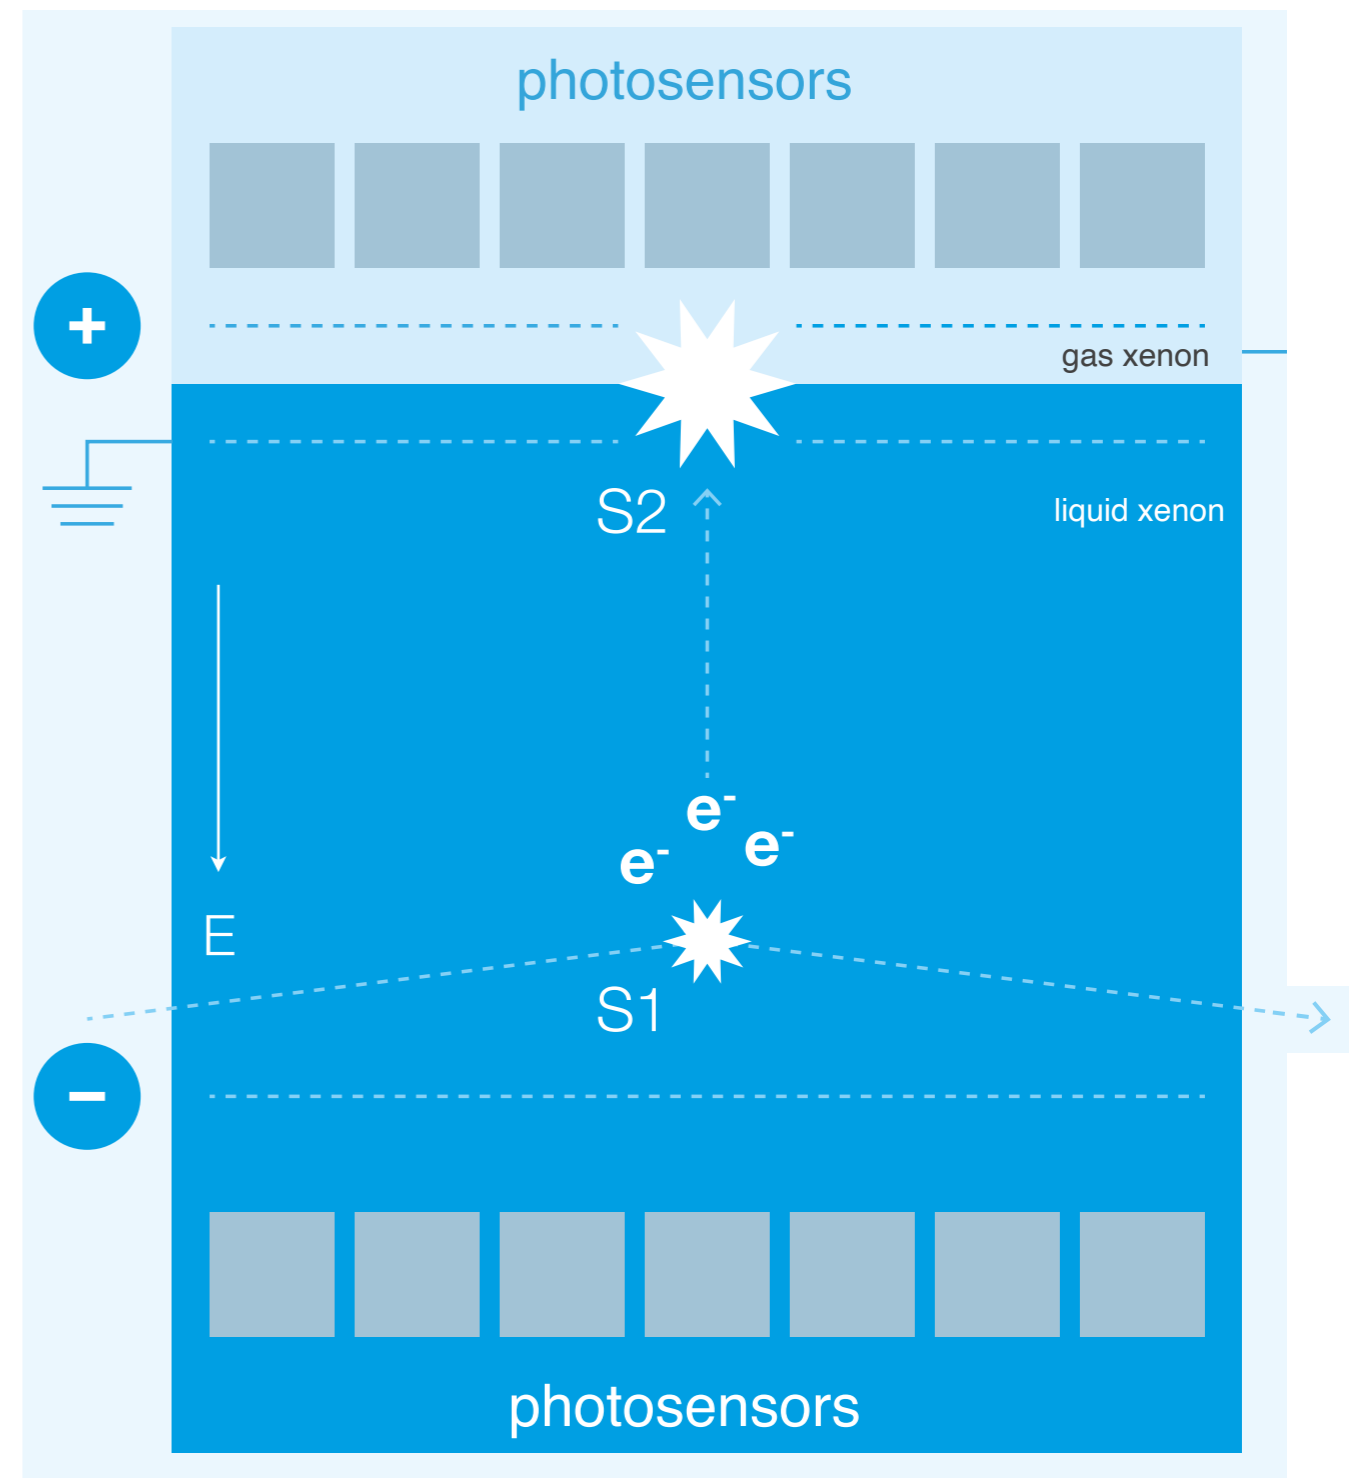 photosensors
+
gas xenon
S2
liquid xenon
e-
e-
e-
E
S1
-
photosensors